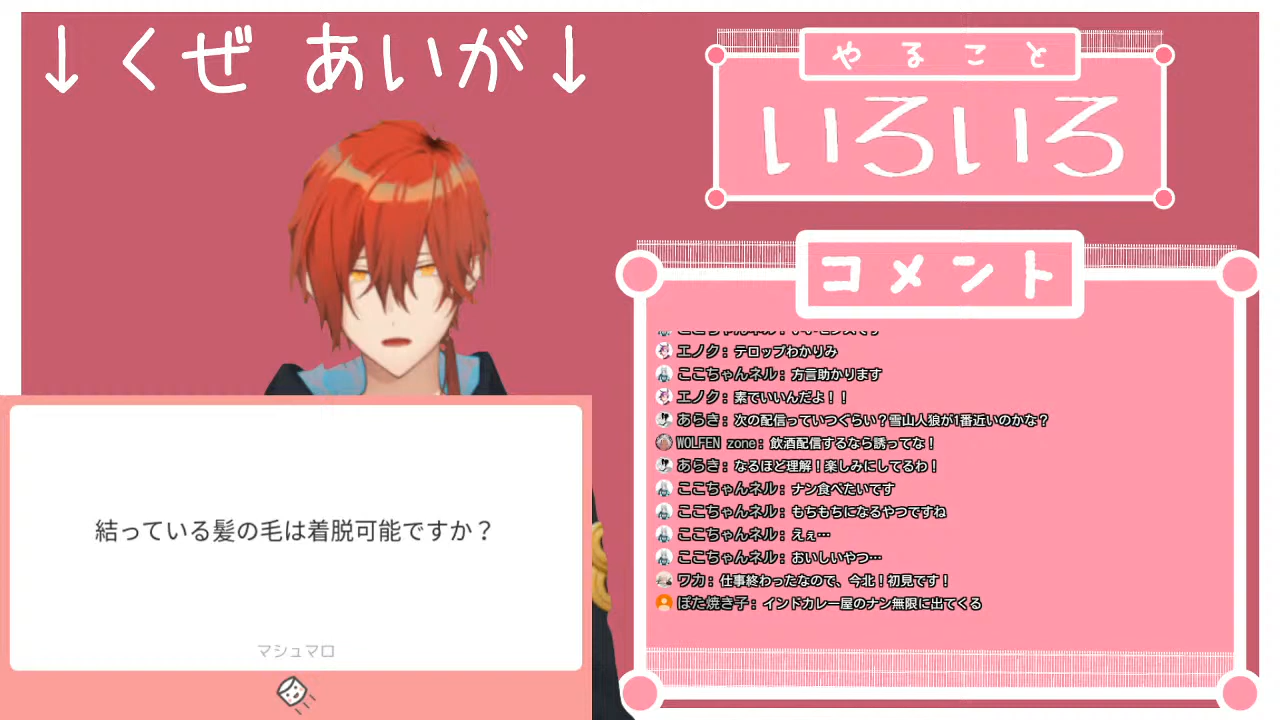 ↓くぜ あいが↓
やること
いろいろ
コメント
エノク：テロップわかりみ
ここちゃんネル：方言助かります
エノク：素でいいんだよ！！
あらき：次の配信っていつぐらい？雪山人狼が1番近いのかな？
WOLFEN zone：飲酒配信するなら誘ってな！
あらき：なるほど理解！楽しみにしてるわ！
ここちゃんネル：ナン食べたいです
ここちゃんネル：もちもちになるやつですね
ここちゃんネル：えぇ…
ここちゃんネル：おいしいやつ…
ワカ：仕事終わったなので、今北！初見です！
ぽた焼き子：インドカレー屋のナン無限に出てくる
結っている髪の毛は着脱可能ですか？
マシュマロ